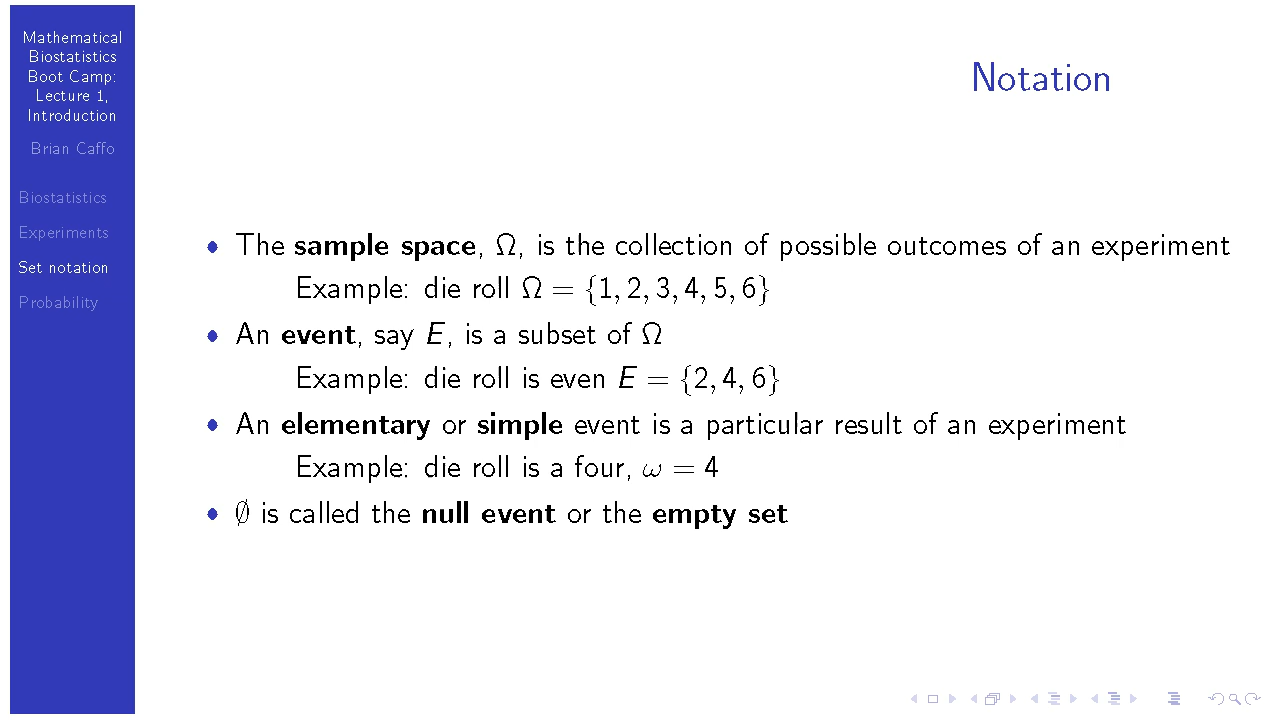 Mathematical
Biostatistics
Boot Camp:
Lecture 1,
Introduction
Brian Caffo
Biostatistics
Experiments
Set notation
Probability
Notation
• The sample space, Ω, is the collection of possible outcomes of an experiment
Example: die roll Ω = {1, 2, 3, 4, 5, 6}
• An event, say E, is a subset of Ω
Example: die roll is even E = {2, 4, 6}
• An elementary or simple event is a particular result of an experiment
Example: die roll is a four, ω = 4
• ∅ is called the null event or the empty set